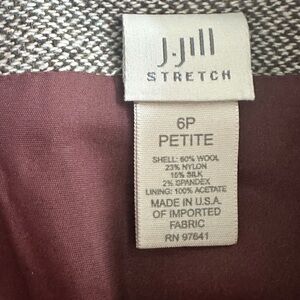 J.Jill
STRETCH
6P
PETITE
SHELL: 60% WOOL
23% NYLON
15% SILK
2% SPANDEX
LINING: 100% ACETATE
MADE IN U.S.A.
OF IMPORTED
FABRIC
RN 97641